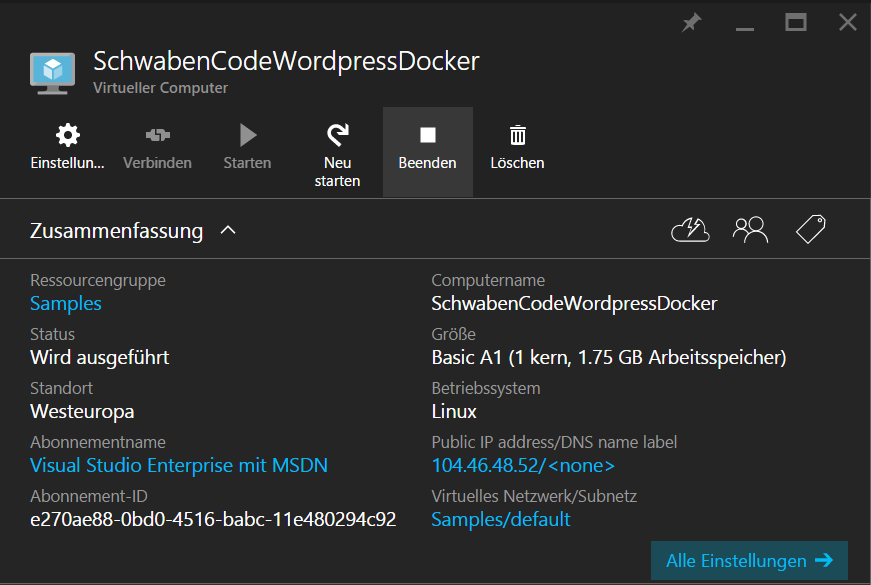 SchwabenCodeWordpressDocker
Virtueller Computer
Einstellun...
Verbinden
Starten
Neu
starten
Beenden
Löschen
Zusammenfassung
Ressourcengruppe
Samples
Status
Wird ausgeführt
Standort
Westeuropa
Abonnementname
Visual Studio Enterprise mit MSDN
Abonnement-ID
e270ae88-0bd0-4516-babc-11e480294c92
Computername
SchwabenCodeWordpressDocker
Größe
Basic A1 (1 kern, 1.75 GB Arbeitsspeicher)
Betriebssystem
Linux
Public IP address/DNS name label
104.46.48.52/<none>
Virtuelles Netzwerk/Subnetz
Samples/default
Alle Einstellungen →